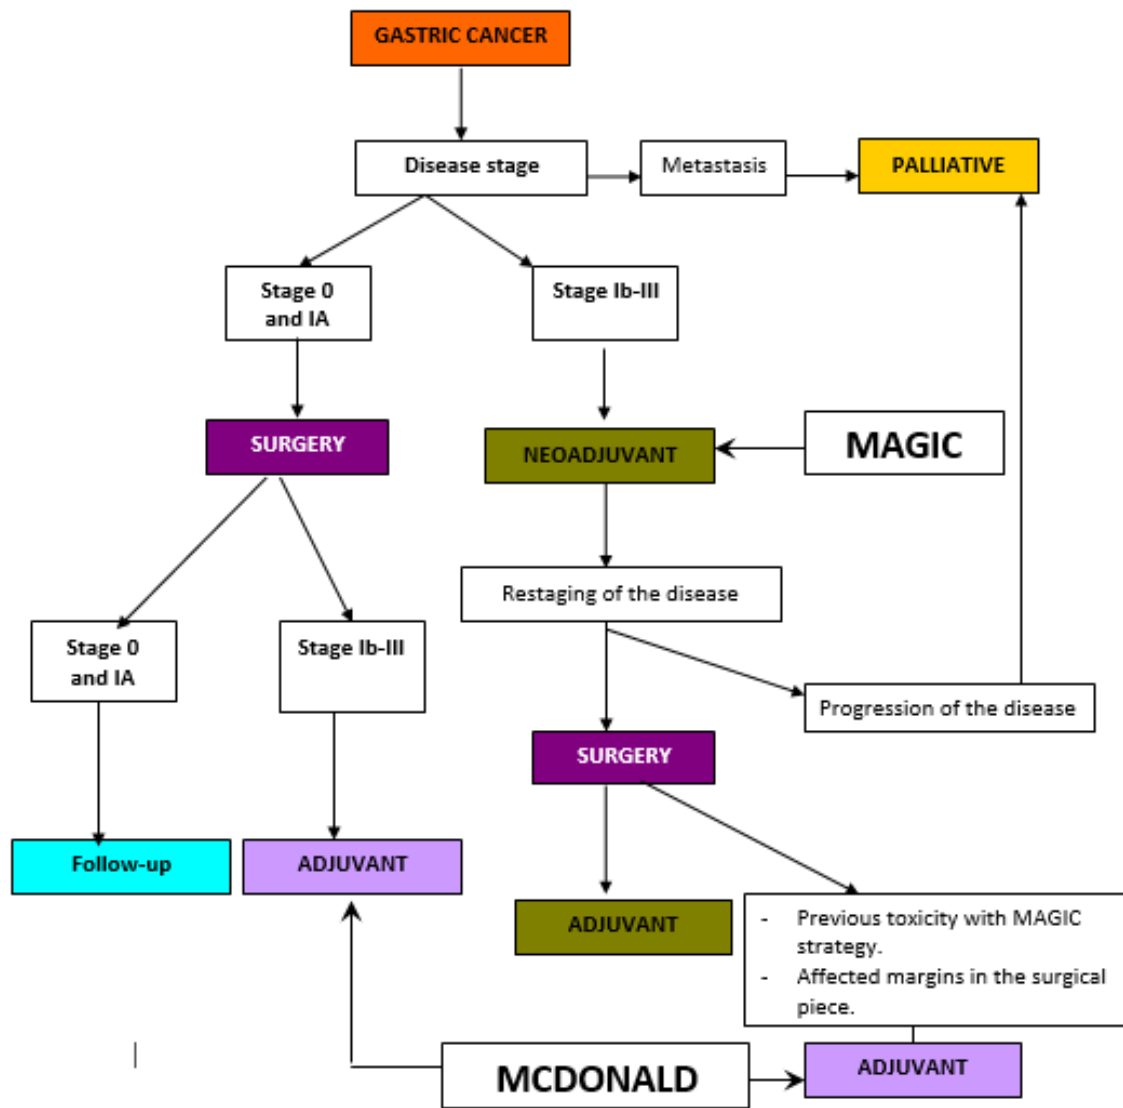 GASTRIC CANCER
Disease stage
Metastasis
PALLIATIVE
Stage 0
and IA
Stage Ib-III
SURGERY
NEOADJUVANT
MAGIC
Restaging of the disease
Stage 0
and IA
Stage Ib-III
Progression of the disease
SURGERY
Follow-up
ADJUVANT
ADJUVANT
- Previous toxicity with MAGIC
strategy.
- Affected margins in the surgical
piece.
MCDONALD
ADJUVANT